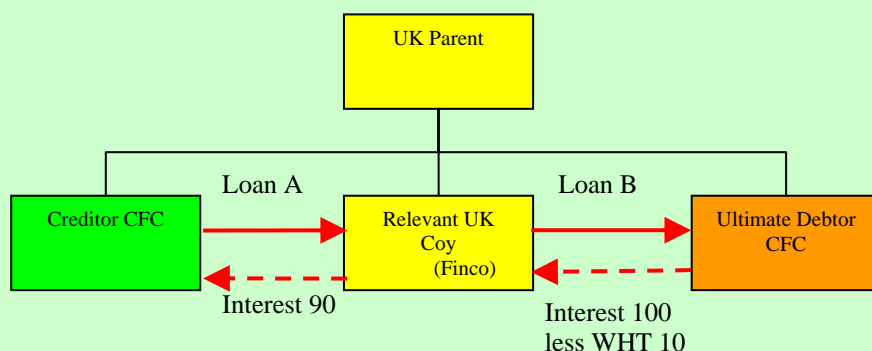 UK Parent
Loan A
Loan B
Creditor CFC
Relevant UK
Coy
(Finco)
Ultimate Debtor
CFC
Interest 90
Interest 100
less WHT 10